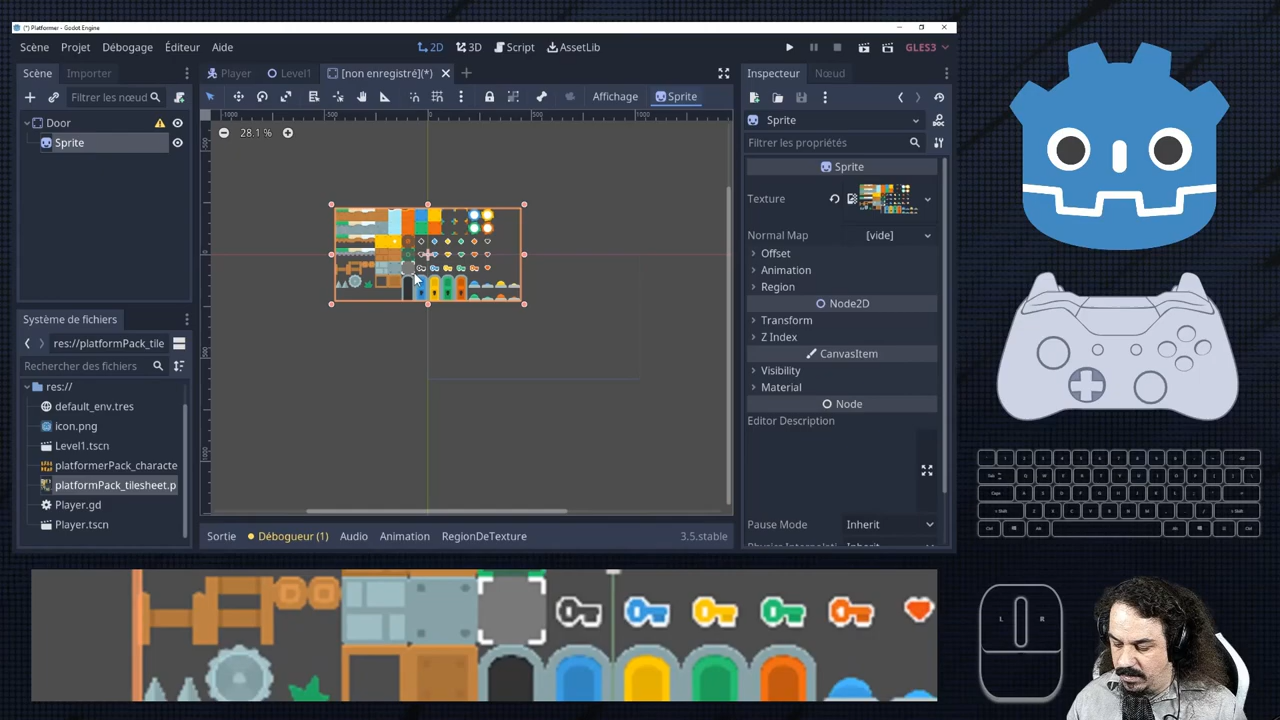 (*) Platformer - Godot Engine
Scène Projet Débogage Éditeur Aide
2D 3D Script AssetLib
GLES3
Scène Importer
Player Level1 [non enregistré](*)
Inspecteur Nœud
Filtrer les nœud
Affichage Sprite
Door
Sprite
28.1 %
Sprite
Filtrer les propriétés
Sprite
Texture
Normal Map [vide]
Offset
Animation
Region
Node2D
Transform
Z Index
CanvasItem
Visibility
Material
Node
Editor Description
Pause Mode Inherit
Système de fichiers
res://platformPack_tile
Rechercher des fichiers
res://
default_env.tres
icon.png
Level1.tscn
platformerPack_characte
platformPack_tilesheet.p
Player.gd
Player.tscn
Sortie Débogueur (1) Audio Animation RegionDeTexture 3.5.stable
L R